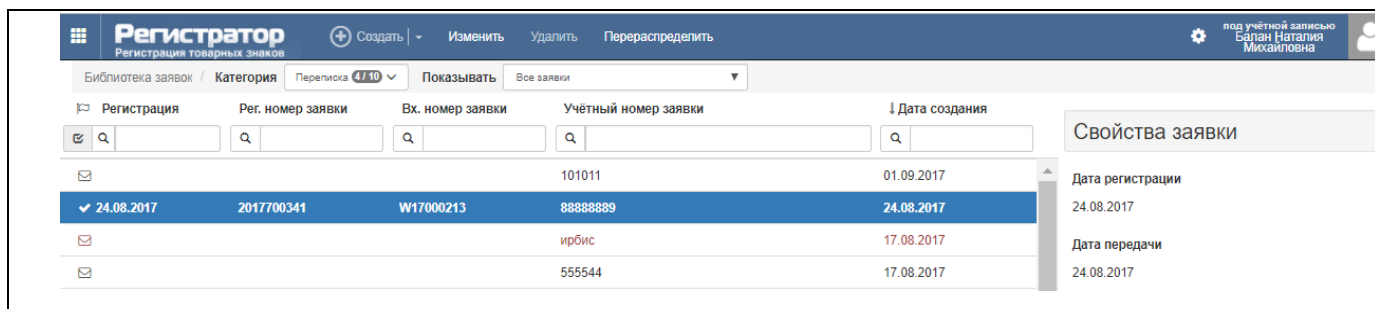 Регистратор
Регистрация товарных знаков
Создать Изменить Удалить Перераспределить
под учётной записью
Балан Наталия
Михайловна
Библиотека заявок / Категория Переписка 4/10 Показывать Все заявки
Регистрация Рег. номер заявки Вх. номер заявки Учётный номер заявки ↓Дата создания
Свойства заявки
101011 01.09.2017
Дата регистрации
24.08.2017 2017700341 W17000213 88888889 24.08.2017
24.08.2017
ирбис 17.08.2017
Дата передачи
555544 17.08.2017
24.08.2017